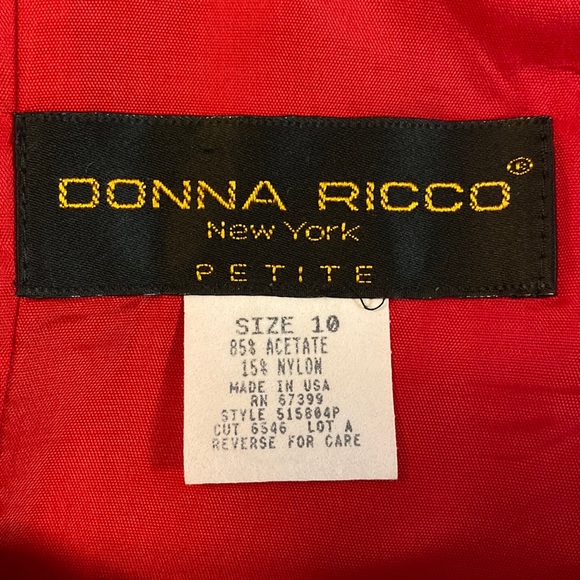 DONNA RICCO®
New York
PETITE
SIZE 10
85% ACETATE
15% NYLON
MADE IN USA
RN 67399
STYLE 515804P
CUT 6546 LOT A
REVERSE FOR CARE